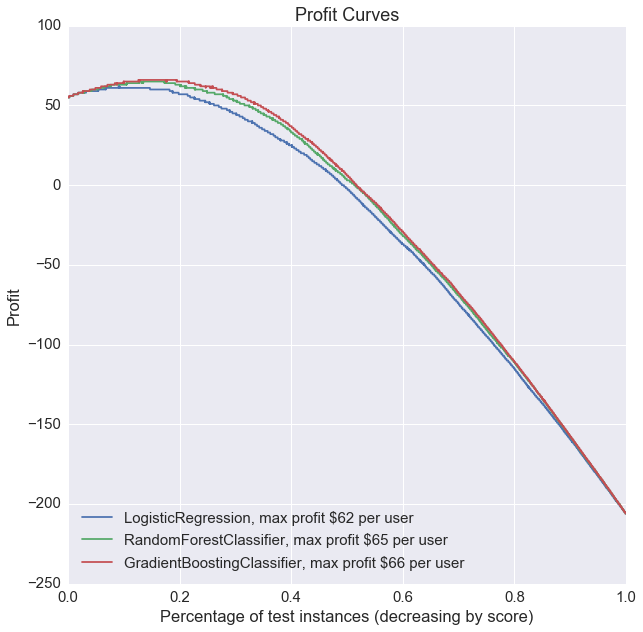 Profit Curves
100
50
0
−50
−100
−150
−200
−250
Profit
LogisticRegression, max profit $62 per user
RandomForestClassifier, max profit $65 per user
GradientBoostingClassifier, max profit $66 per user
0.0 0.2 0.4 0.6 0.8 1.0
Percentage of test instances (decreasing by score)